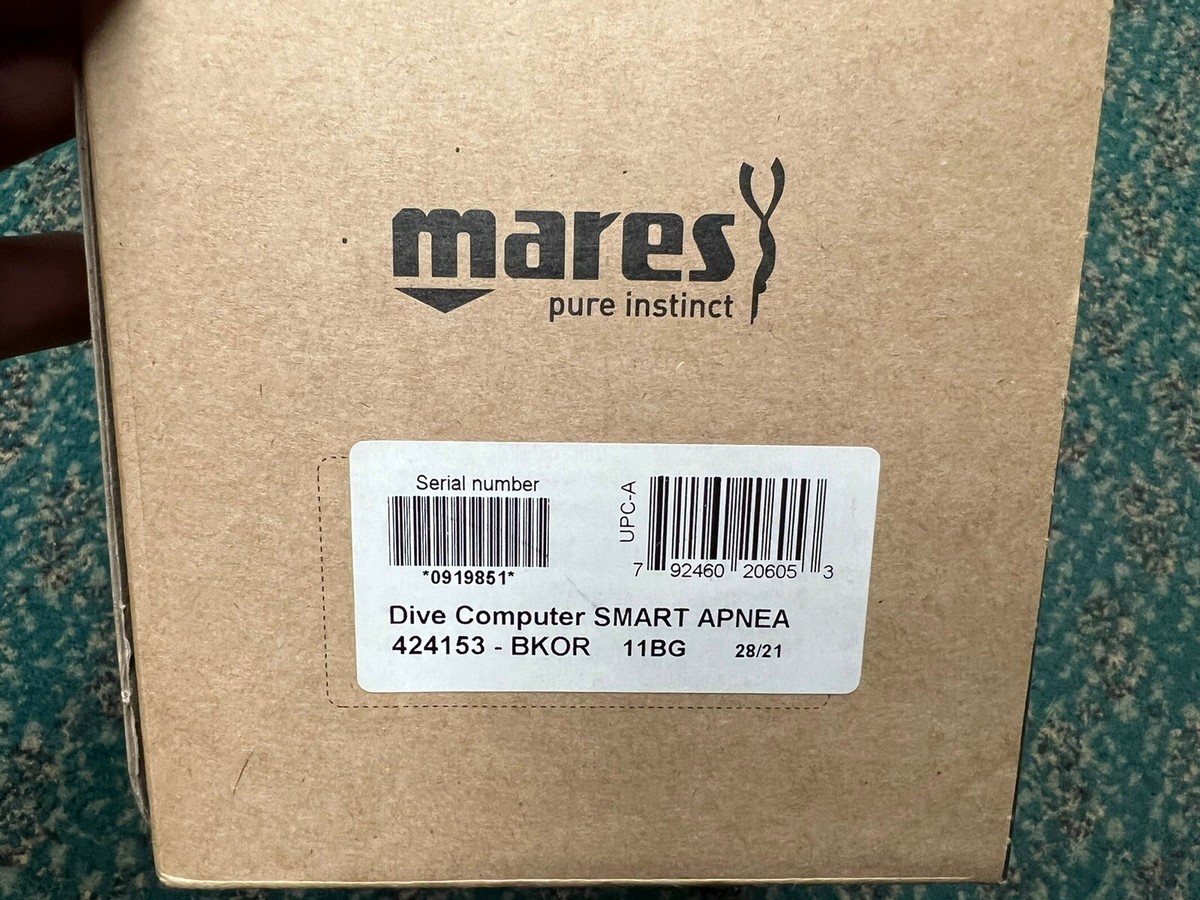 mares
pure instinct
Serial number
*0919851*
UPC-A
7 92460 20605 3
Dive Computer SMART APNEA
424153 - BKOR 11BG 28/21